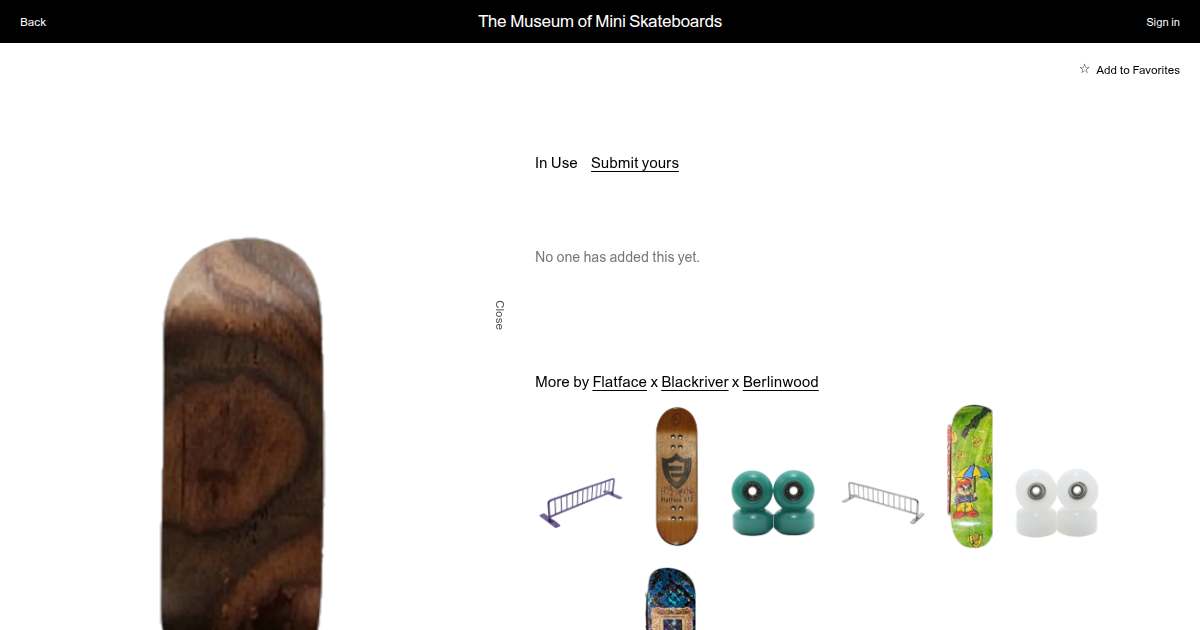 Back
The Museum of Mini Skateboards
Sign in
☆ Add to Favorites
In Use Submit yours
No one has added this yet.
Close
More by Flatface x Blackriver x Berlinwood